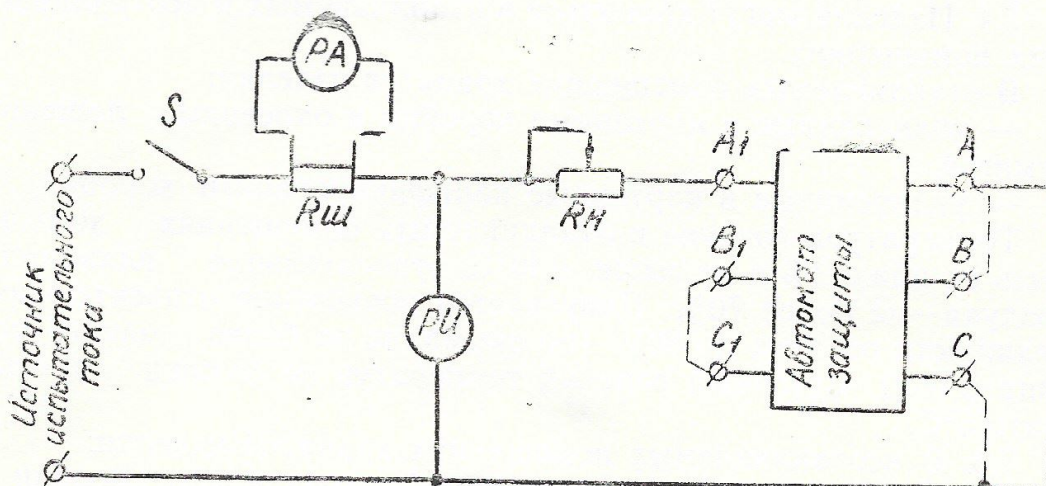 PA
S
Rш
Rн
PU
A1
B1
C1
A
B
C
Источник
испытательного
тока
Автомат
защиты